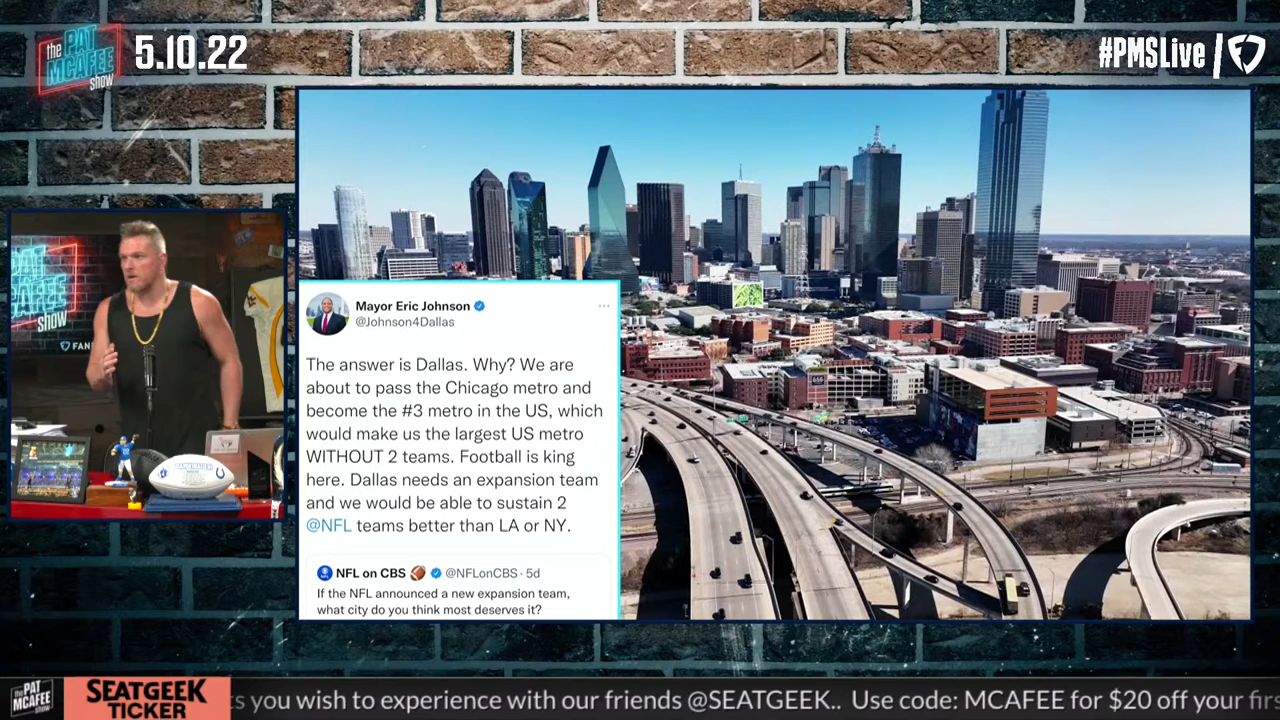 the
PAT
MCAFEE
show
5.10.22
#PMSLive
PAT
MCAFEE
show
Mayor Eric Johnson
@Johnson4Dallas
The answer is Dallas. Why? We are
about to pass the Chicago metro and
become the #3 metro in the US, which
would make us the largest US metro
WITHOUT 2 teams. Football is king
here. Dallas needs an expansion team
and we would be able to sustain 2
@NFL teams better than LA or NY.
NFL on CBS 🏈 @NFLonCBS · 5d
If the NFL announced a new expansion team,
what city do you think most deserves it?
the
PAT
MCAFEE
show
SEATGEEK
TICKER
ts you wish to experience with our friends @SEATGEEK.. Use code: MCAFEE for $20 off your firs